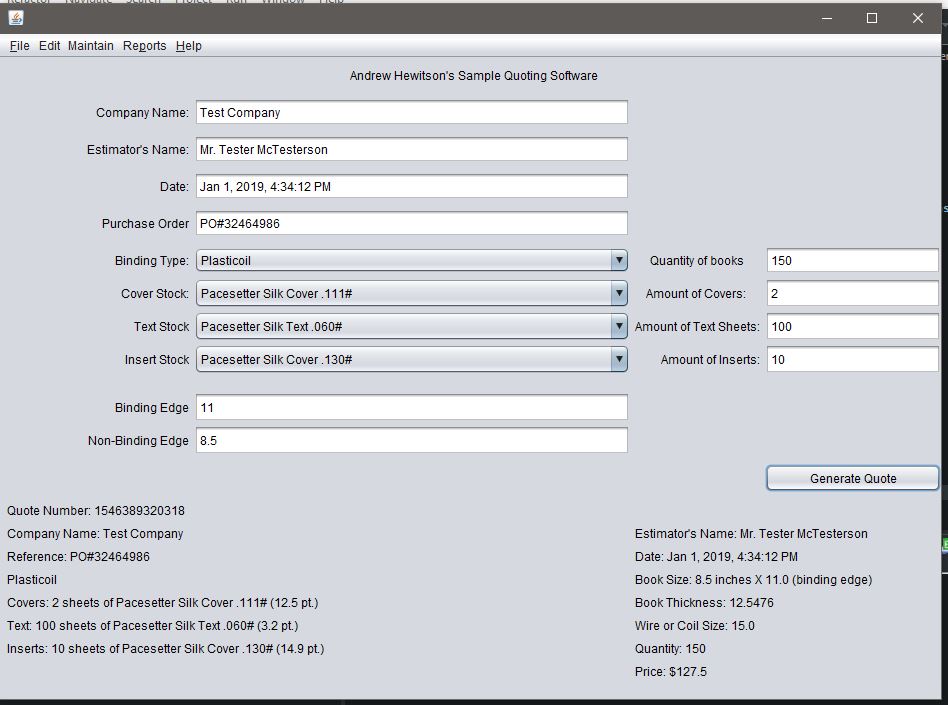 Refactor Navigate Search Project Run Window Help
File Edit Maintain Reports Help
Andrew Hewitson's Sample Quoting Software
Company Name: Test Company
Estimator's Name: Mr. Tester McTesterson
Date: Jan 1, 2019, 4:34:12 PM
Purchase Order PO#32464986
Binding Type: Plasticoil Quantity of books 150
Cover Stock: Pacesetter Silk Cover .111# Amount of Covers: 2
Text Stock Pacesetter Silk Text .060# Amount of Text Sheets: 100
Insert Stock Pacesetter Silk Cover .130# Amount of Inserts: 10
Binding Edge 11
Non-Binding Edge 8.5
Generate Quote
Quote Number: 1546389320318
Company Name: Test Company Estimator's Name: Mr. Tester McTesterson
Reference: PO#32464986 Date: Jan 1, 2019, 4:34:12 PM
Plasticoil Book Size: 8.5 inches X 11.0 (binding edge)
Covers: 2 sheets of Pacesetter Silk Cover .111# (12.5 pt.) Book Thickness: 12.5476
Text: 100 sheets of Pacesetter Silk Text .060# (3.2 pt.) Wire or Coil Size: 15.0
Inserts: 10 sheets of Pacesetter Silk Cover .130# (14.9 pt.) Quantity: 150
Price: $127.5